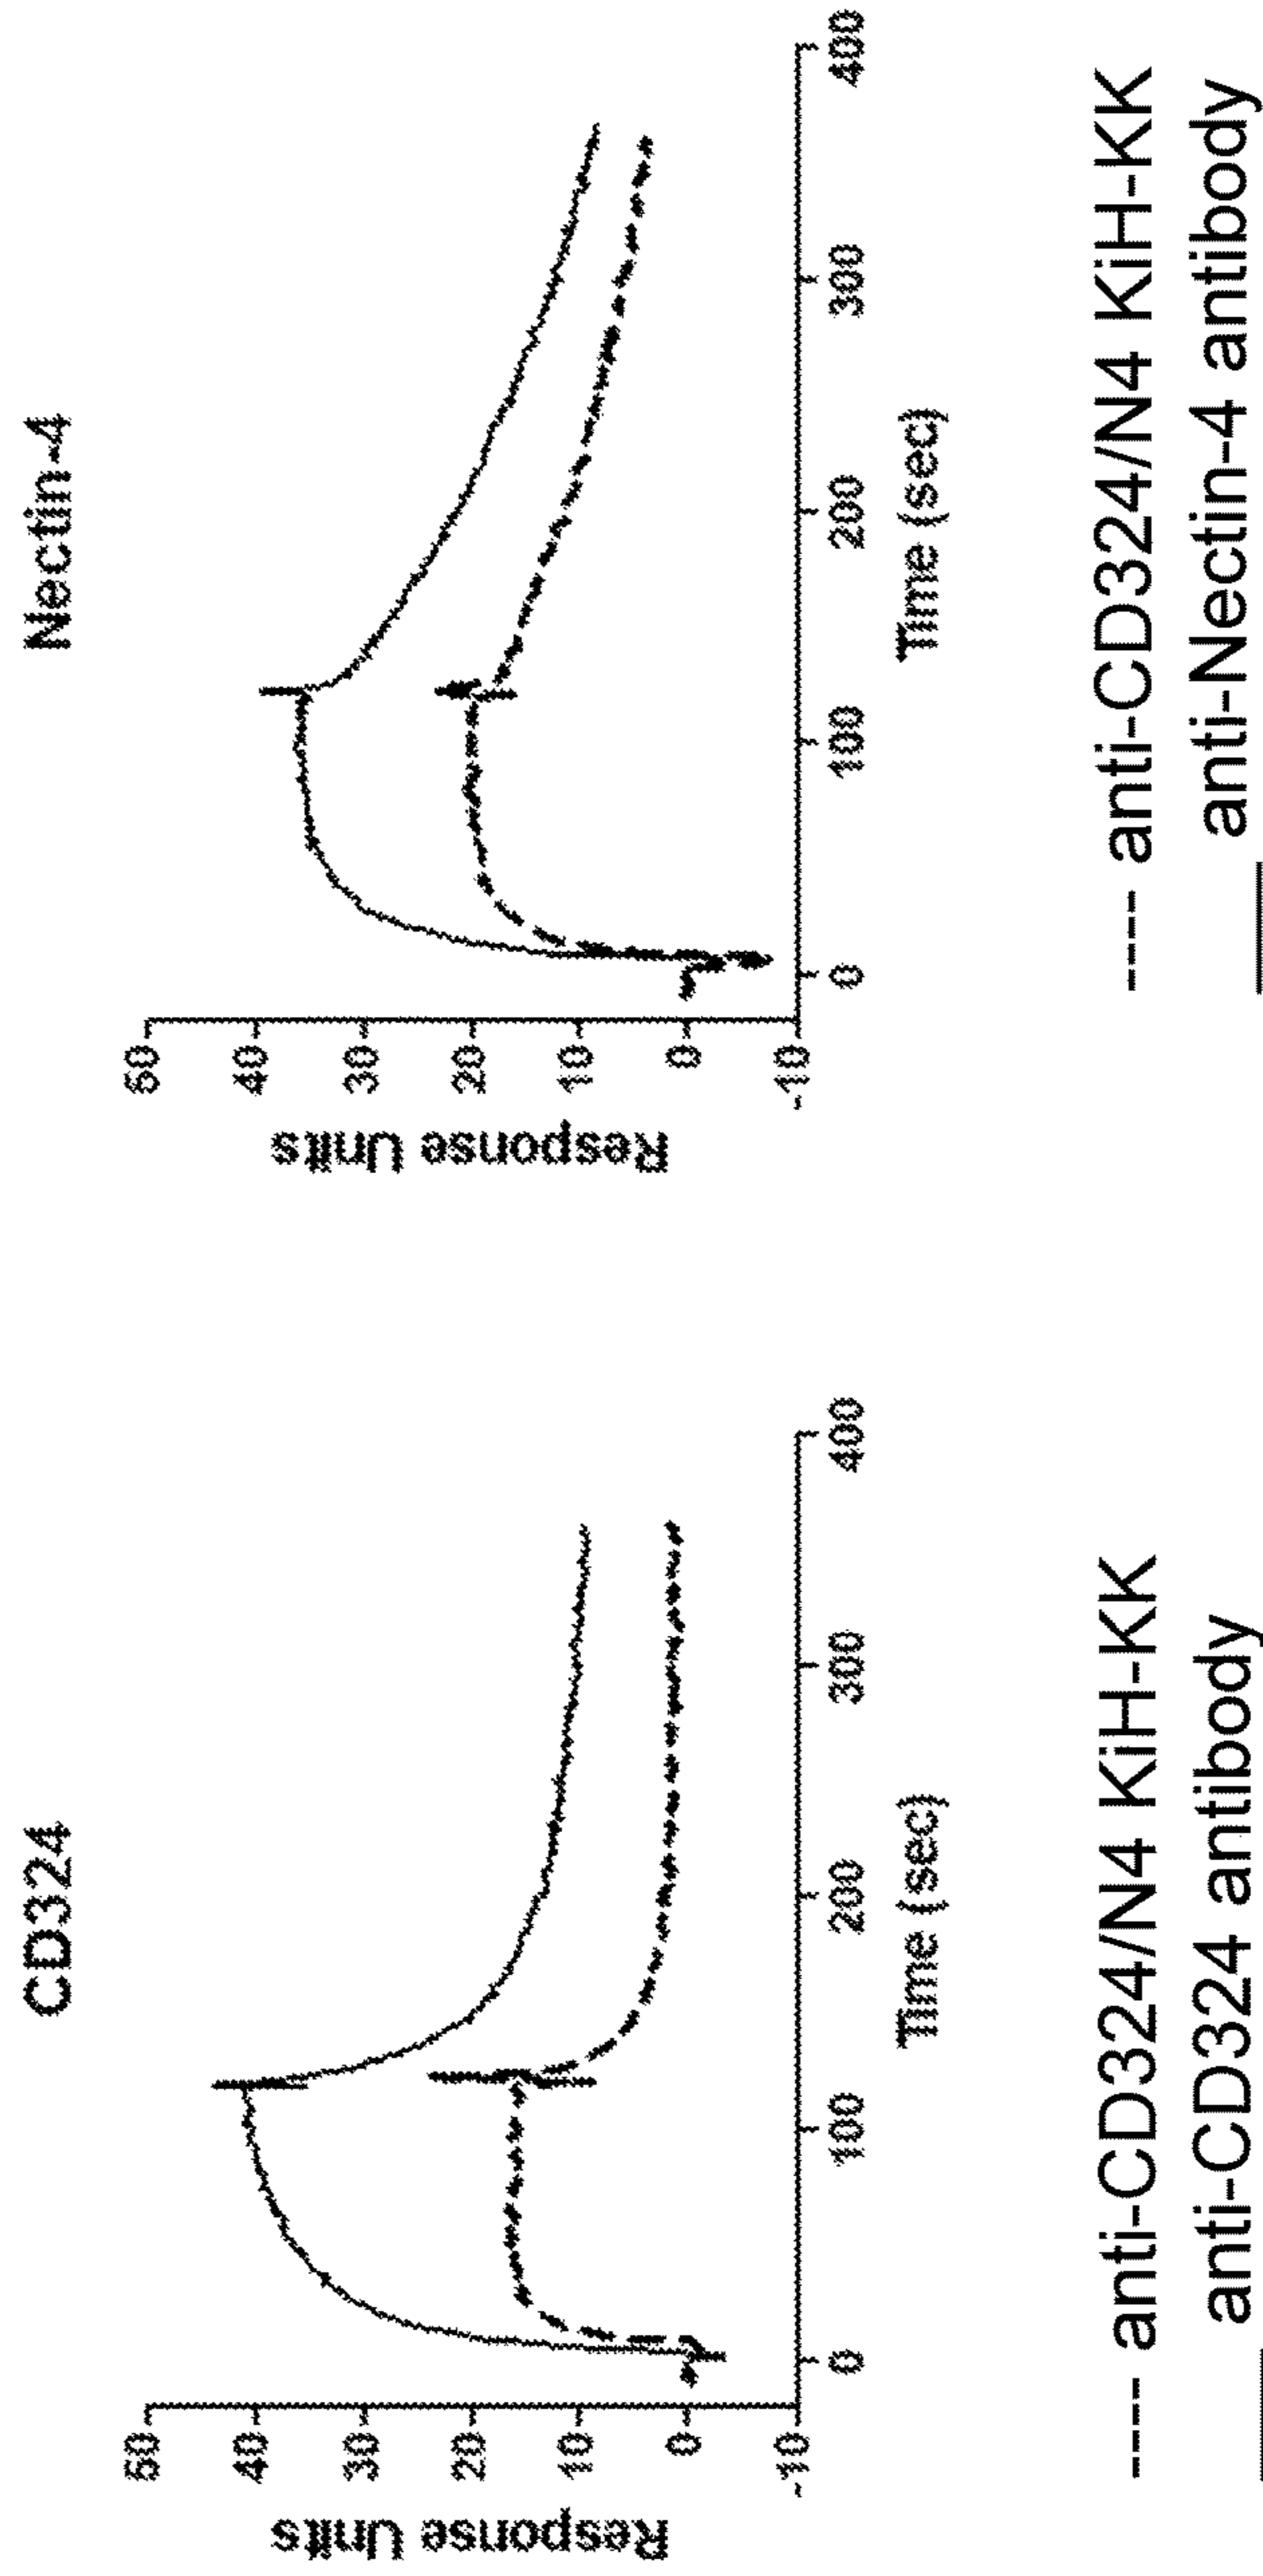 CD324
Response Units
50
40
30
20
10
0
-10
0
100
200
300
400
Time (sec)
---- anti-CD324/N4 KiH-KK
___ anti-CD324 antibody
Nectin-4
Response Units
50
40
30
20
10
0
-10
0
100
200
300
400
Time (sec)
---- anti-CD324/N4 KiH-KK
___ anti-Nectin-4 antibody